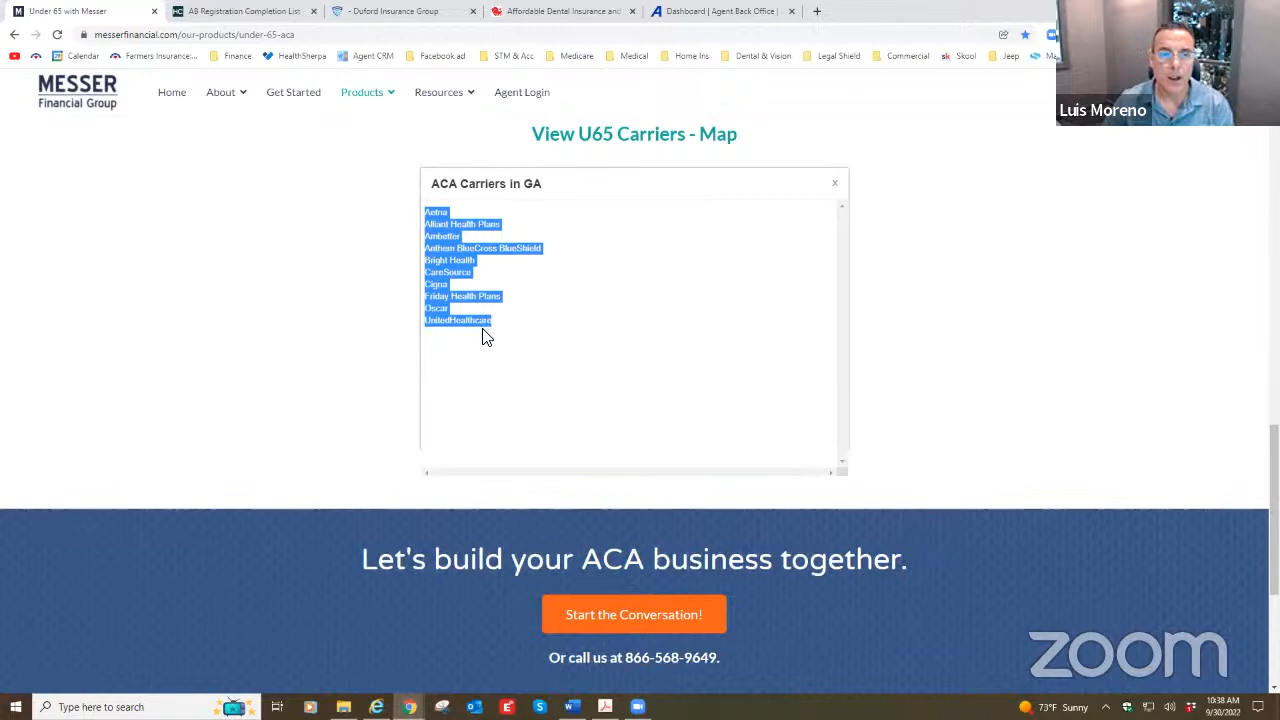 Under 65 with Messer
AB Registration Completion List
- Duford Insurance Group
Affordable Dental Insurance and
Dashboard | Agent Back Office |
messerfinancial.com/our-products/under-65-aca
Calendar
Farmers Insurance:...
Finance
HealthSherpa
Agent CRM
Facebook ad
STM & Acc
Medicare
Medical
Home Ins
Dental & Vision
Legal Shield
Commercial
Skool
Jeep
Ma
Luis Moreno
MESSER
Financial Group
Home
About
Get Started
Products
Resources
Agent Login
View U65 Carriers - Map
ACA Carriers in GA
x
Aetna
Alliant Health Plans
Ambetter
Anthem BlueCross BlueShield
Bright Health
CareSource
Cigna
Friday Health Plans
Oscar
UnitedHealthcare
Let's build your ACA business together.
Start the Conversation!
Or call us at 866-568-9649.
zoom
Type here to search
73°F Sunny
10:38 AM
9/30/2022